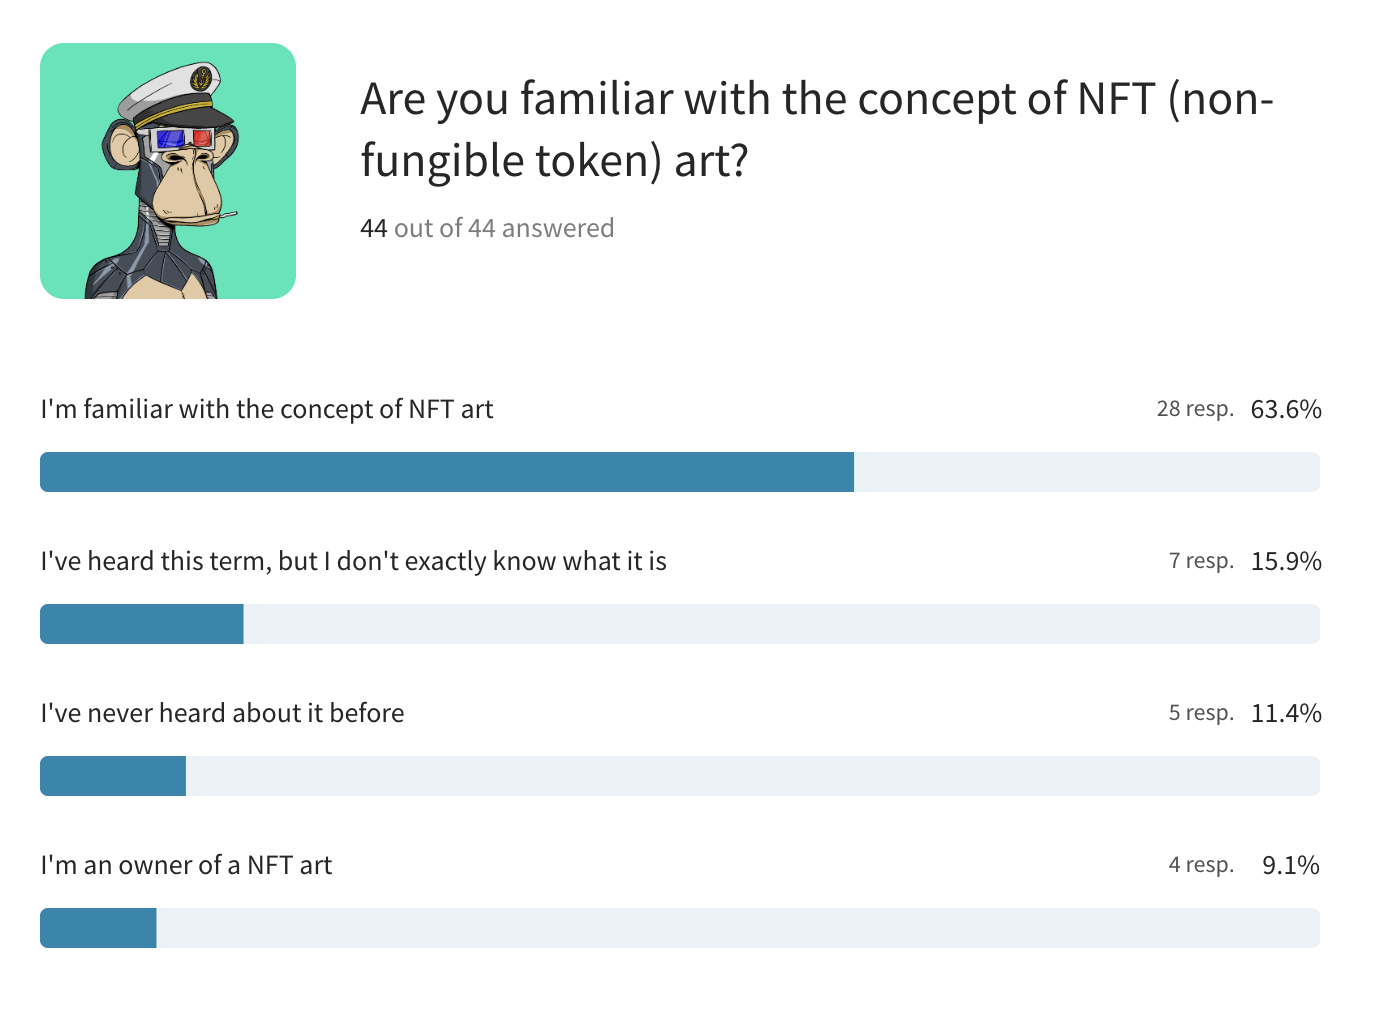 Are you familiar with the concept of NFT (non-
fungible token) art?
44 out of 44 answered
I'm familiar with the concept of NFT art 28 resp. 63.6%
I've heard this term, but I don't exactly know what it is 7 resp. 15.9%
I've never heard about it before 5 resp. 11.4%
I'm an owner of a NFT art 4 resp. 9.1%